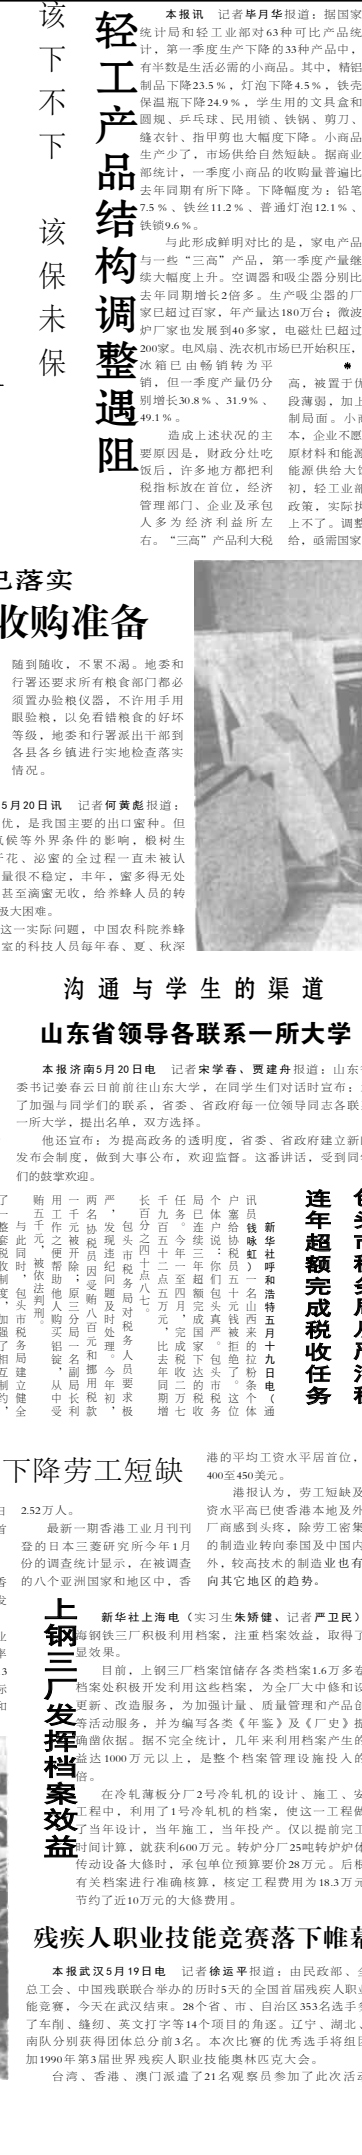 该下不下 该保未保
轻工产品结构调整遇阻
本报讯 记者毕月华报道：据国家
统计局和轻工业部对63种可比产品统
计，第一季度生产下降的33种产品中，
有半数是生活必需的小商品。其中，精铝
制品下降23.5％，灯泡下降4.5％，铁壳
保温瓶下降24.9％，学生用的文具盒和
圆规、乒乓球、民用锁、铁锅、剪刀、
缝衣针、指甲剪也大幅度下降。小商品
生产少了，市场供给自然短缺。据商业
部统计，一季度小商品的收购量普遍比
去年同期有所下降。下降幅度为：铅笔
7.5％、铁丝11.2％、普通灯泡12.1％、
铁锁9.6％。
与此形成鲜明对比的是，家电产品
与一些“三高”产品，第一季度产量继
续大幅度上升。空调器和吸尘器分别比
去年同期增长2倍多。生产吸尘器的厂
家已超过百家，年产量达180万台；微波
炉厂家也发展到40多家，电磁灶已超过
200家。电风扇、洗衣机市场已开始积压，
冰箱已由畅销转为平
销，但一季度产量仍分
别增长30.8％、31.9％、
49.1％。
造成上述状况的主
要原因是，财政分灶吃
饭后，许多地方都把利
税指标放在首位，经济
管理部门、企业及承包
人多为经济利益所左
右。“三高”产品利大税
高，被置于优
段薄弱，加上
制局面。小商
本，企业不愿
原材料和能源
能源供给大馆
初，轻工业部
政策，实际执
上不了。调整
给，亟需国家
已落实
收购准备
随到随收，不累不渴。地委和
行署还要求所有粮食部门都必
须置办验粮仪器，不许用手用
眼验粮，以免看错粮食的好坏
等级，地委和行署派出干部到
各县各乡镇进行实地检查落实
情况。
5月20日讯 记者何黄彪报道：
优，是我国主要的出口蜜种。但
气候等外界条件的影响，椴树生
开花、泌蜜的全过程一直未被认
量很不稳定，丰年，蜜多得无处
甚至滴蜜无收，给养蜂人员的转
极大困难。
这一实际问题，中国农科院养蜂
室的科技人员每年春、夏、秋深
沟通与学生的渠道
山东省领导各联系一所大学
本报济南5月20日电 记者宋学春、贾建舟报道：山东
委书记姜春云日前前往山东大学，在同学生们对话时宣布：
了加强与同学们的联系，省委、省政府每一位领导同志各联
一所大学，提出名单，双方选择。
他还宣布：为提高政务的透明度，省委、省政府建立新
发布会制度，做到大事公布，欢迎监督。这番讲话，受到同
们的鼓掌欢迎。
连年超额完成税收任务
新华社呼和浩特五月十九日电（通
讯员钱咏虹）一名山西来的拉粉条个体
户塞给协税员五十元钱被拒绝了。这位
个体户说：你们包头真严。包头市税务
局已连续三年超额完成国家下达的税收
任务。今年一至四月，完成税收二万七
千九百五十二点五万元，比去年同期增
长百分之四十点八七。
包头市税务局对税务人员要求极
严，发现违纪问题及时处理。今年初，
两名协税员因受贿八百元和挪用税款
一千元被开除；原三分局一名副局长利
用工作之便帮助他人购买铝锭，从中受
贿五千元，被依法判刑。
与此同时，包头市税务局建立健全
了一整套税收制度，加强了相互制约，
下降劳工短缺
2.52万人。
最新一期香港工业月刊刊
登的日本三菱研究所今年1月
份的调查统计显示，在被调查
的八个亚洲国家和地区中，香
港的平均工资水平居首位，
400至450美元。
港报认为，劳工短缺及
资水平高已使香港本地及外
厂商感到头疼，除劳工密集
的制造业转向泰国及中国内
外，较高技术的制造业也有
向其它地区的趋势。
上钢三厂发挥档案效益
新华社上海电（实习生朱矫健、记者严卫民）
海钢铁三厂积极利用档案，注重档案效益，取得了
显效果。
目前，上钢三厂档案馆储存各类档案1.6万多卷
档案处积极开发利用这些档案，为全厂大中修和设
更新、改造服务，为加强计量、质量管理和产品创
等活动服务，并为编写各类《年鉴》及《厂史》提
确凿依据。据不完全统计，几年来利用档案产生的
益达1000万元以上，是整个档案管理设施投入的
倍。
在冷轧薄板分厂2号冷轧机的设计、施工、安
工程中，利用了1号冷轧机的档案，使这一工程做
了当年设计，当年施工，当年投产。仅以提前完工
时间计算，就获利600万元。转炉分厂25吨转炉炉体
传动设备大修时，承包单位预算要价28万元。后根
有关档案进行准确核算，核定工程费用为18.3万元
节约了近10万元的大修费用。
残疾人职业技能竞赛落下帷幕
本报武汉5月19日电 记者徐运平报道：由民政部、全
总工会、中国残联联合举办的历时5天的全国首届残疾人职业
能竞赛，今天在武汉结束。28个省、市、自治区353名选手参
了车削、缝纫、英文打字等14个项目的角逐。辽宁、湖北、
南队分别获得团体总分前3名。本次比赛的优秀选手将组团
加1990年第3届世界残疾人职业技能奥林匹克大会。
台湾、香港、澳门派遣了21名观察员参加了此次活动